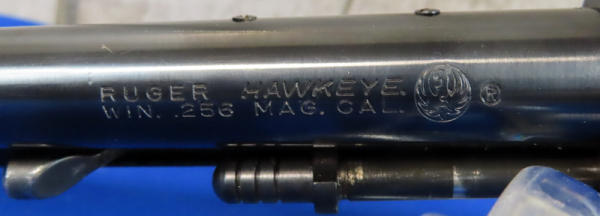 RUGER HAWKEYE.
WIN. .256 MAG. CAL. ®